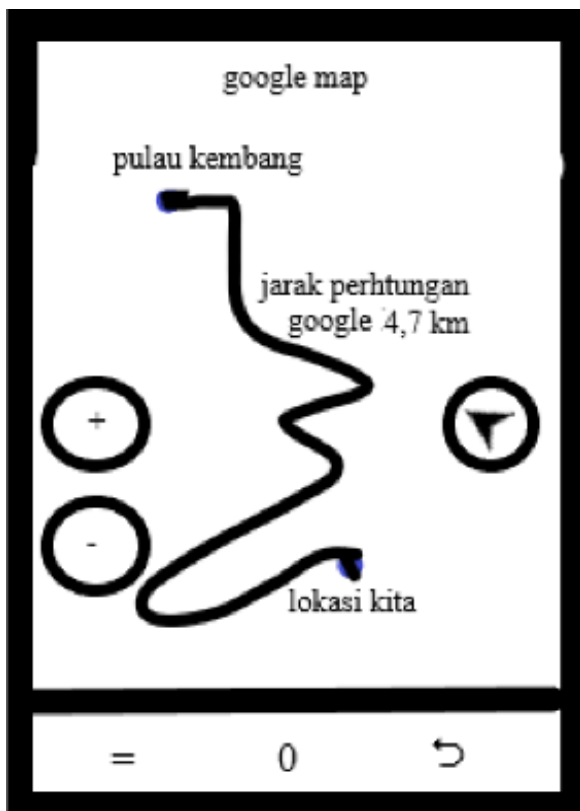 google map
pulau kembang
jarak perhtungan
google 4,7 km
+
-
lokasi kita
= 0